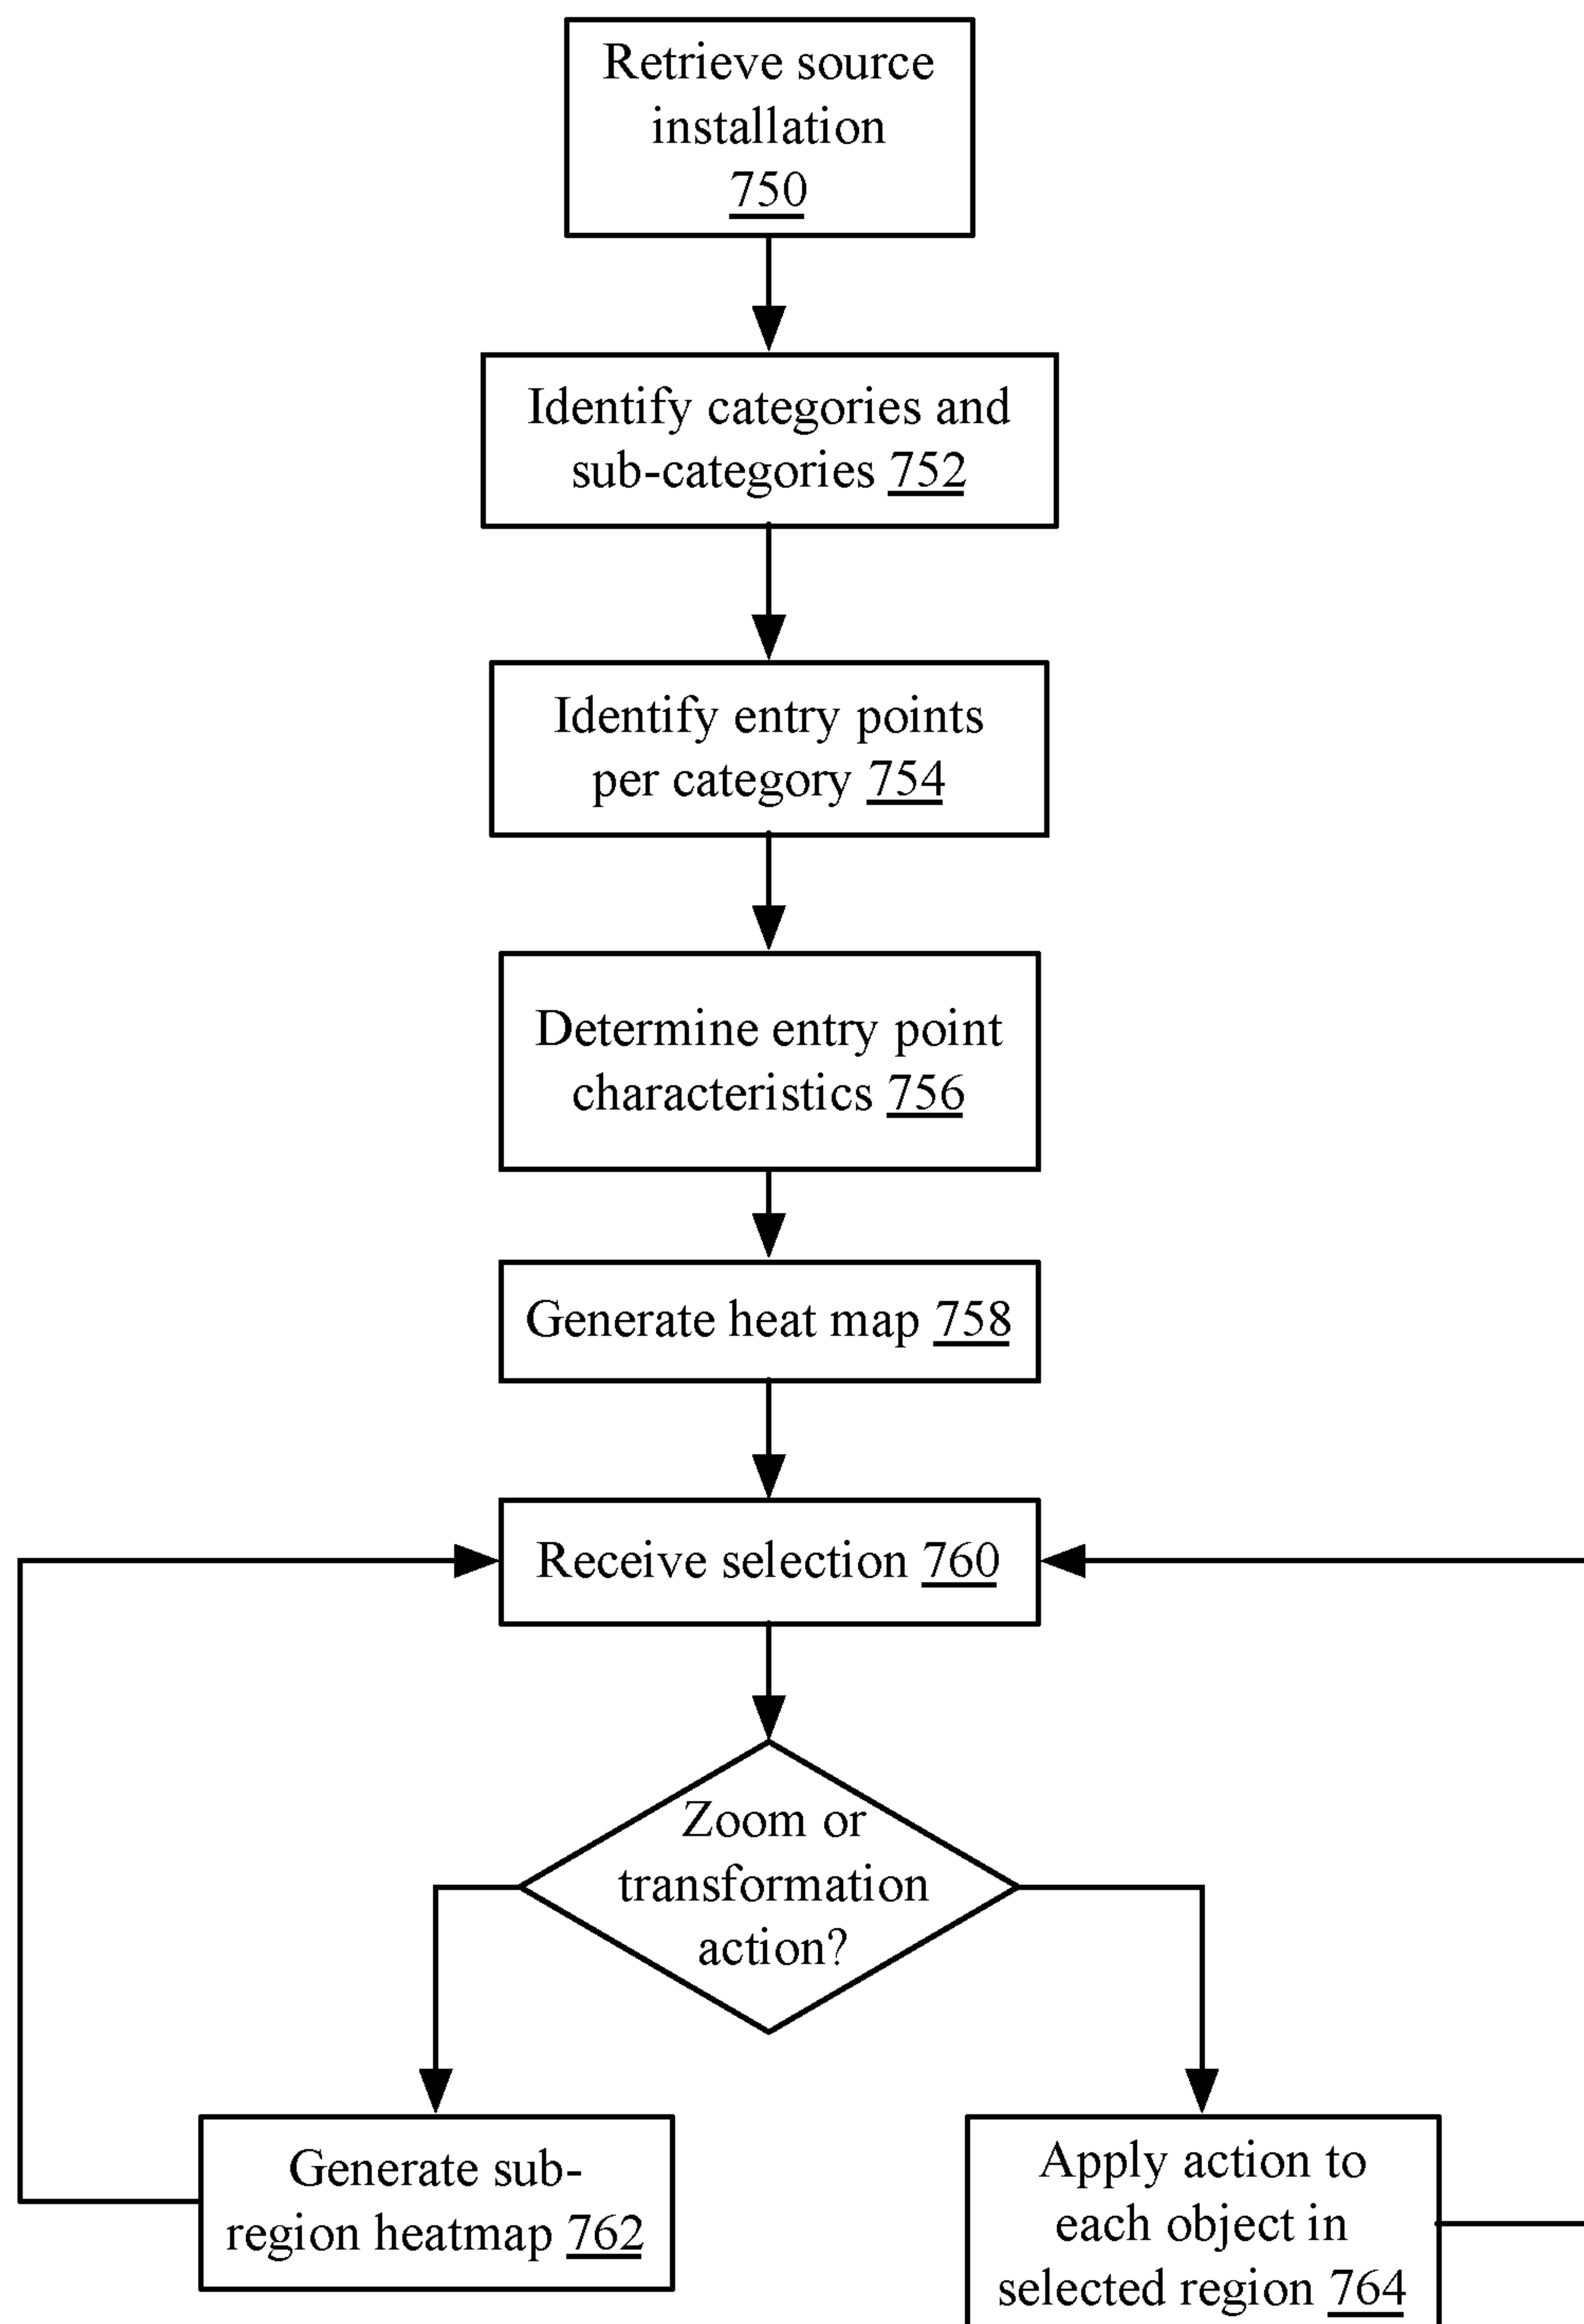 Retrieve source
installation
750
Identify categories and
sub-categories 752
Identify entry points
per category 754
Determine entry point
characteristics 756
Generate heat map 758
Receive selection 760
Zoom or
transformation
action?
Generate sub-
region heatmap 762
Apply action to
each object in
selected region 764